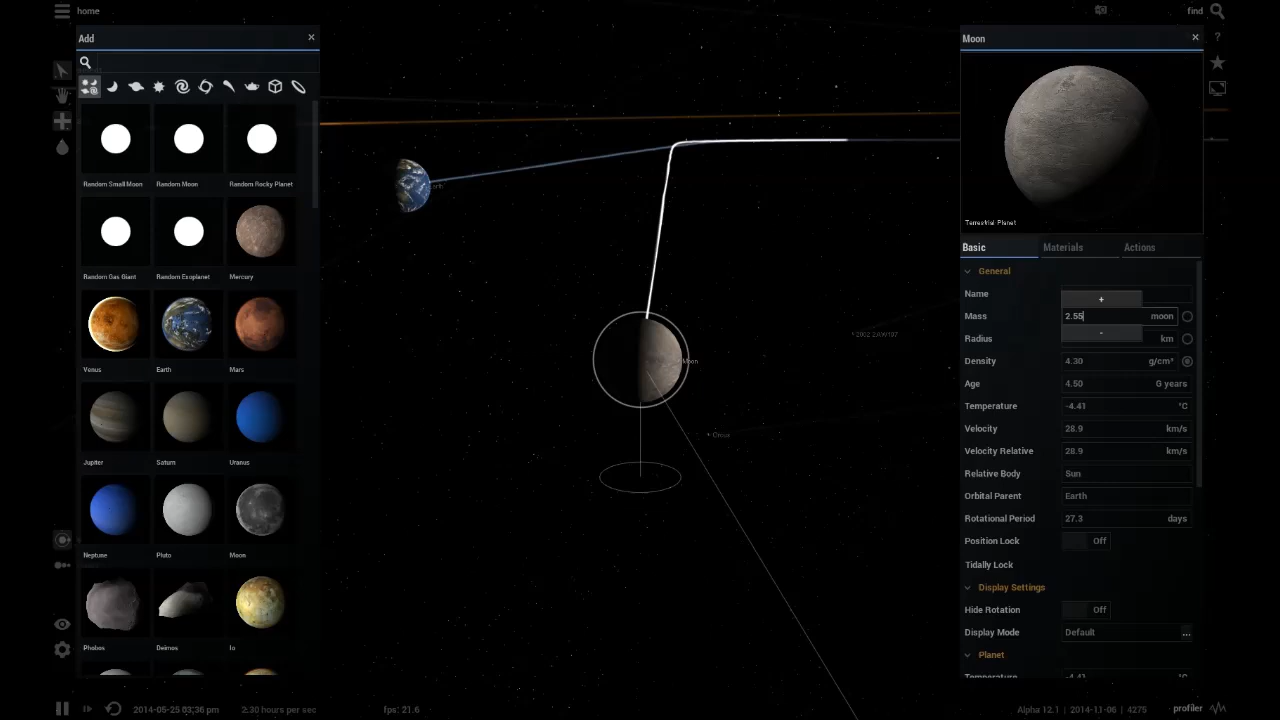 home
find
Add
Random Small Moon
Random Moon
Random Rocky Planet
Random Gas Giant
Random Exoplanet
Mercury
Venus
Earth
Mars
Jupiter
Saturn
Uranus
Neptune
Pluto
Moon
Phobos
Deimos
Io
Moon
Circus
Moon
?
Terrestrial Planet
Basic
Materials
Actions
General
Name
+
Mass
2.55
moon
-
Radius
km
Density
4.30
g/cm³
Age
4.50
G years
Temperature
-4.41
°C
Velocity
28.9
km/s
Velocity Relative
28.9
km/s
Relative Body
Sun
Orbital Parent
Earth
Rotational Period
27.3
days
Position Lock
Off
Tidally Lock
Display Settings
Hide Rotation
Off
Display Mode
Default
...
Planet
Temperature
-4.41
°C
2014-05-25 03:36 pm
2.30 hours per sec
fps: 21.6
Alpha 12.1 | 2014-11-06 | 4275
profiler